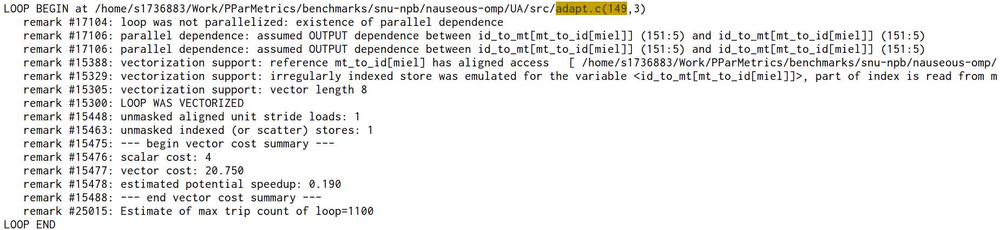 LOOP BEGIN at /home/s1736883/Work/PParMetrics/benchmarks/snu-npb/nauseous-omp/UA/src/adapt.c(149,3)
remark #17104: loop was not parallelized: existence of parallel dependence
remark #17106: parallel dependence: assumed OUTPUT dependence between id_to_mt[mt_to_id[miel]] (151:5) and id_to_mt[mt_to_id[miel]] (151:5)
remark #17106: parallel dependence: assumed OUTPUT dependence between id_to_mt[mt_to_id[miel]] (151:5) and id_to_mt[mt_to_id[miel]] (151:5)
remark #15388: vectorization support: reference mt_to_id[miel] has aligned access   [ /home/s1736883/Work/PParMetrics/benchmarks/snu-npb/nauseous-omp/
remark #15329: vectorization support: irregularly indexed store was emulated for the variable <id_to_mt[mt_to_id[miel]]>, part of index is read from m
remark #15305: vectorization support: vector length 8
remark #15300: LOOP WAS VECTORIZED
remark #15448: unmasked aligned unit stride loads: 1
remark #15463: unmasked indexed (or scatter) stores: 1
remark #15475: --- begin vector cost summary ---
remark #15476: scalar cost: 4
remark #15477: vector cost: 20.750
remark #15478: estimated potential speedup: 0.190
remark #15488: --- end vector cost summary ---
remark #25015: Estimate of max trip count of loop=1100
LOOP END